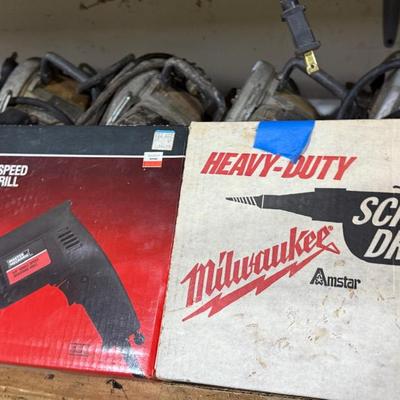 SPEED
RILL
HEAVY-DUTY
SC
DR
Milwaukee
Amstar